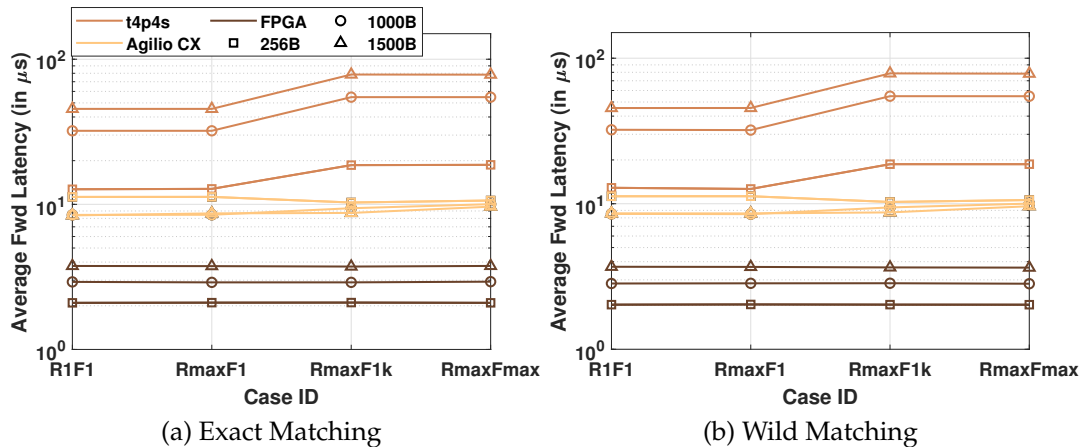 t4p4s FPGA 1000B
Agilio CX 256B 1500B
Average Fwd Latency (in μs)
10^2
10^1
10^0
R1F1 RmaxF1 RmaxF1k RmaxFmax
Case ID
(a) Exact Matching
Average Fwd Latency (in μs)
10^2
10^1
10^0
R1F1 RmaxF1 RmaxF1k RmaxFmax
Case ID
(b) Wild Matching